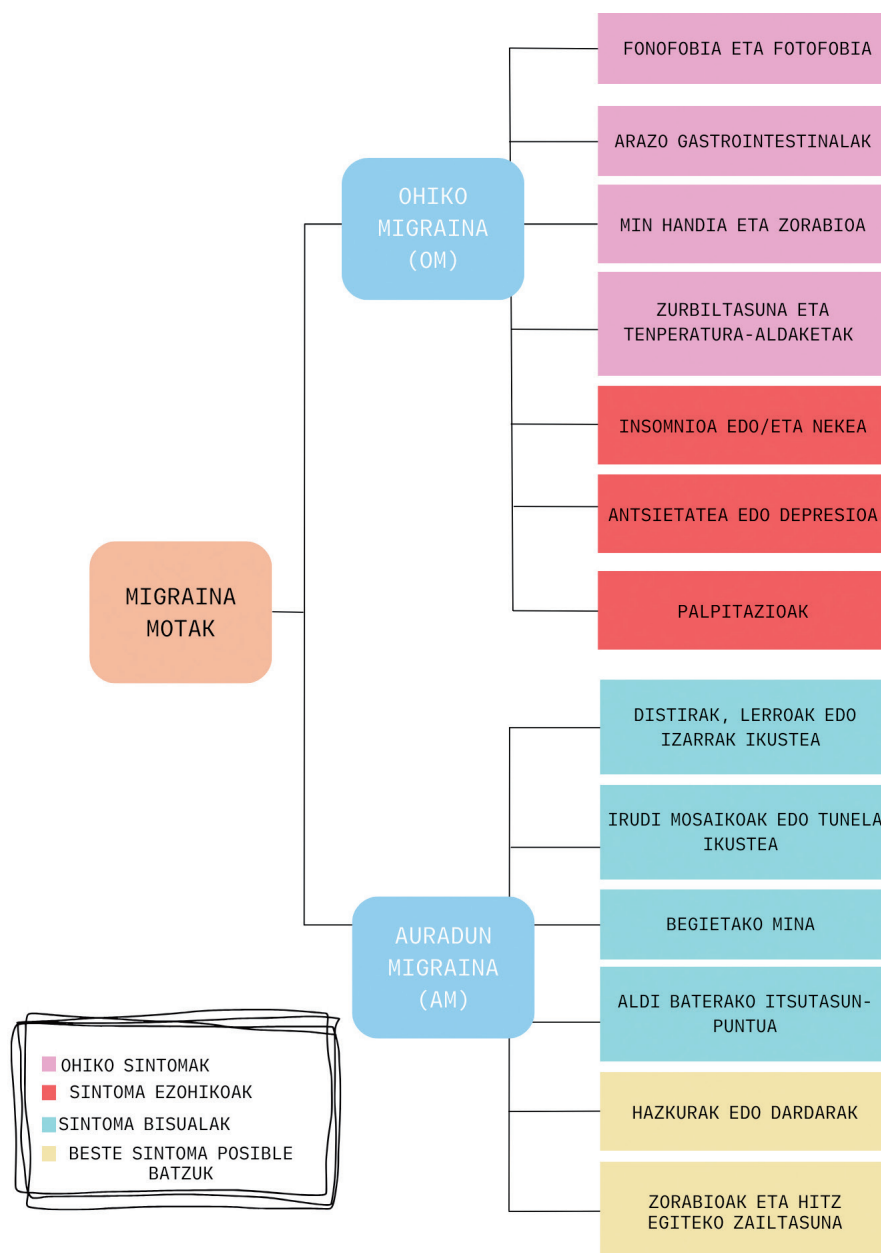 FONOFOBIA ETA FOTOFOBIA
ARAZO GASTROINTESTINALAK
OHIKO
MIGRAINA
(OM)
MIN HANDIA ETA ZORABIOA
ZURBILTASUNA ETA
TENPERATURA-ALDAKETAK
INSOMNIOA EDO/ETA NEKEA
ANTSIETATEA EDO DEPRESIOA
PALPITAZIOAK
MIGRAINA
MOTAK
DISTIRAK, LERROAK EDO
IZARRAK IKUSTEA
IRUDI MOSAIKOAK EDO TUNELA
IKUSTEA
BEGIETAKO MINA
AURADUN
MIGRAINA
(AM)
ALDI BATERAKO ITSUTASUN-
PUNTUA
HAZKURAK EDO DARDARAK
ZORABIOAK ETA HITZ
EGITEKO ZAILTASUNA
OHIKO SINTOMAK
SINTOMA EZOHIKOAK
SINTOMA BISUALAK
BESTE SINTOMA POSIBLE
BATZUK